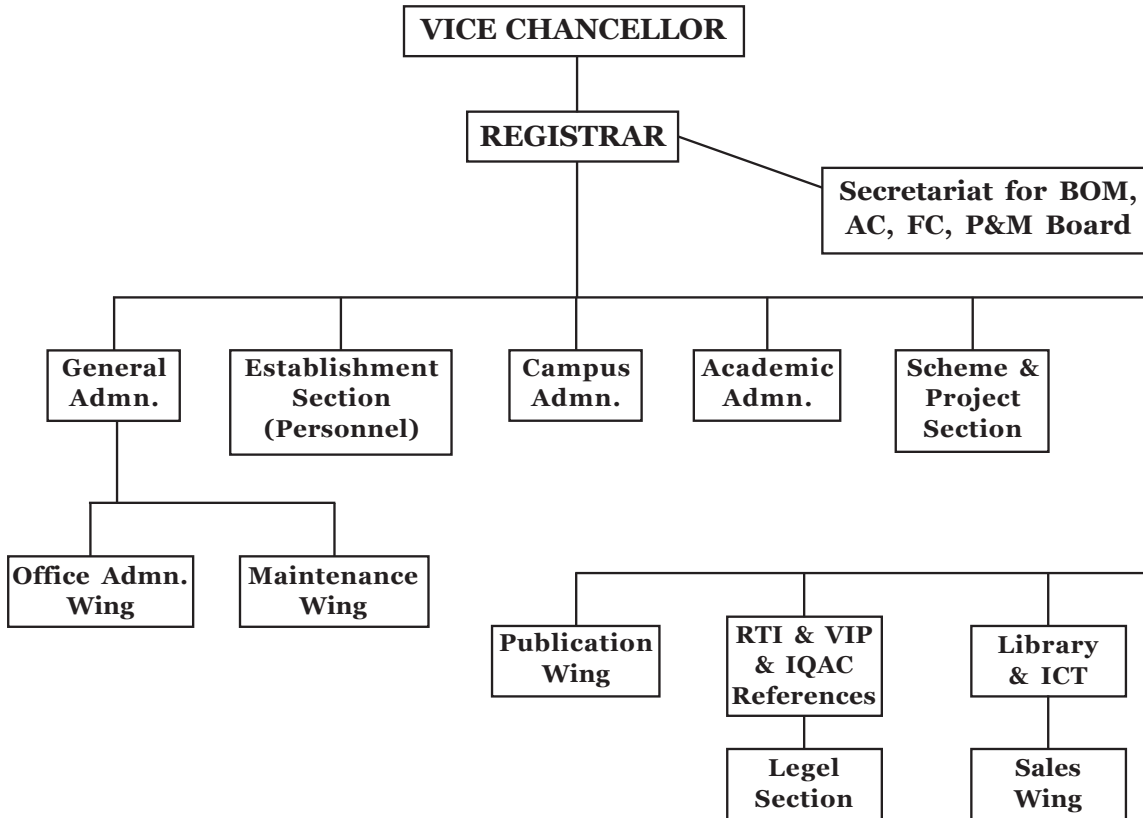 VICE CHANCELLOR
REGISTRAR
Secretariat for BOM,
AC, FC, P&M Board
General
Admn.
Establishment
Section
(Personnel)
Campus
Admn.
Academic
Admn.
Scheme &
Project
Section
Office Admn.
Wing
Maintenance
Wing
Publication
Wing
RTI & VIP
& IQAC
References
Library
& ICT
Legel
Section
Sales
Wing